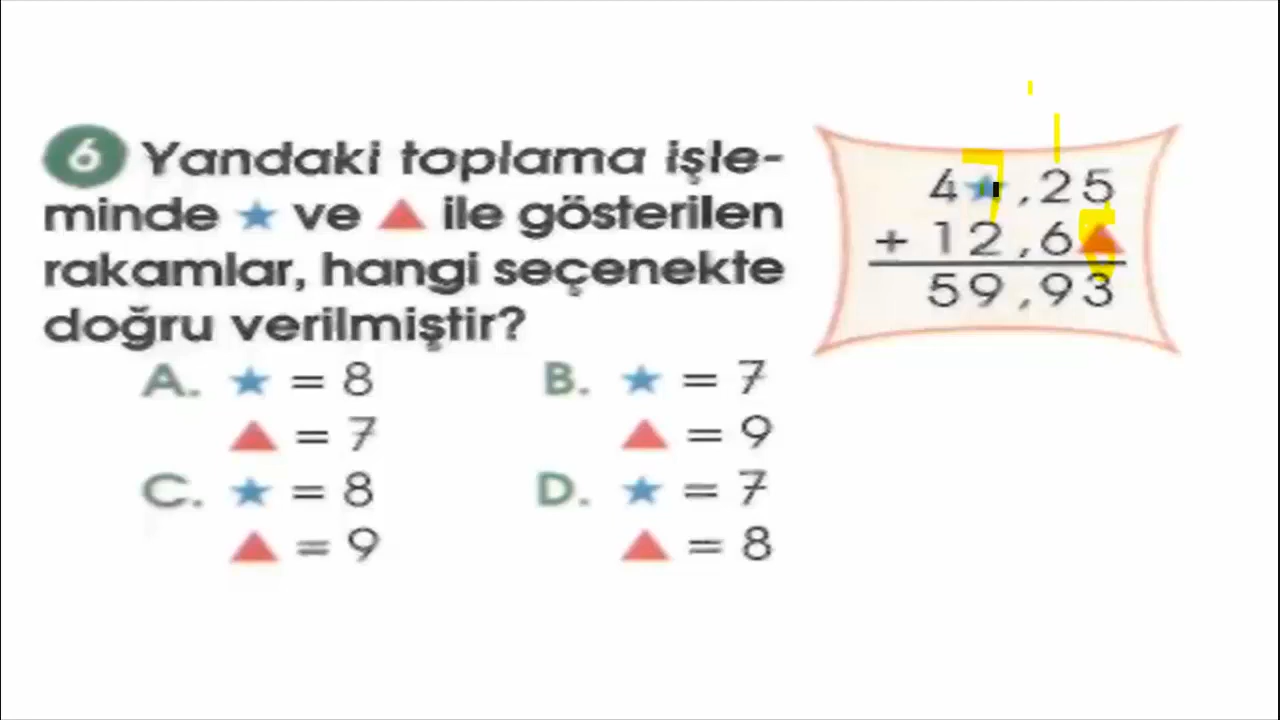 6 Yandaki toplama işle-
minde ★ ve ▲ ile gösterilen
rakamlar, hangi seçenekte
doğru verilmiştir?
4★,25
+ 12,6▲
59,93
A. ★ = 8
▲ = 7
B. ★ = 7
▲ = 9
C. ★ = 8
▲ = 9
D. ★ = 7
▲ = 8